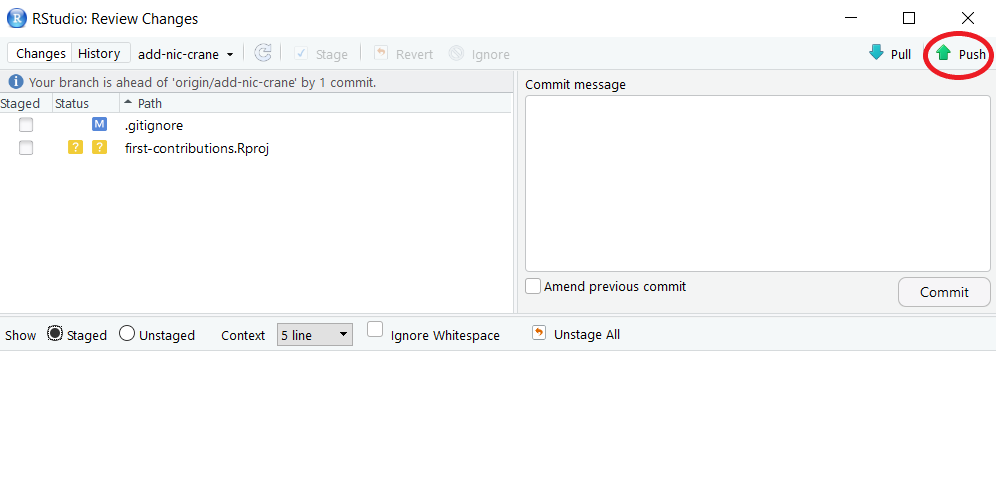 R RStudio: Review Changes
Changes History add-nic-crane Stage Revert Ignore Pull Push
Your branch is ahead of 'origin/add-nic-crane' by 1 commit.
Staged Status Path
M .gitignore
? ? first-contributions.Rproj
Commit message
Amend previous commit
Commit
Show Staged Unstaged Context 5 line Ignore Whitespace Unstage All